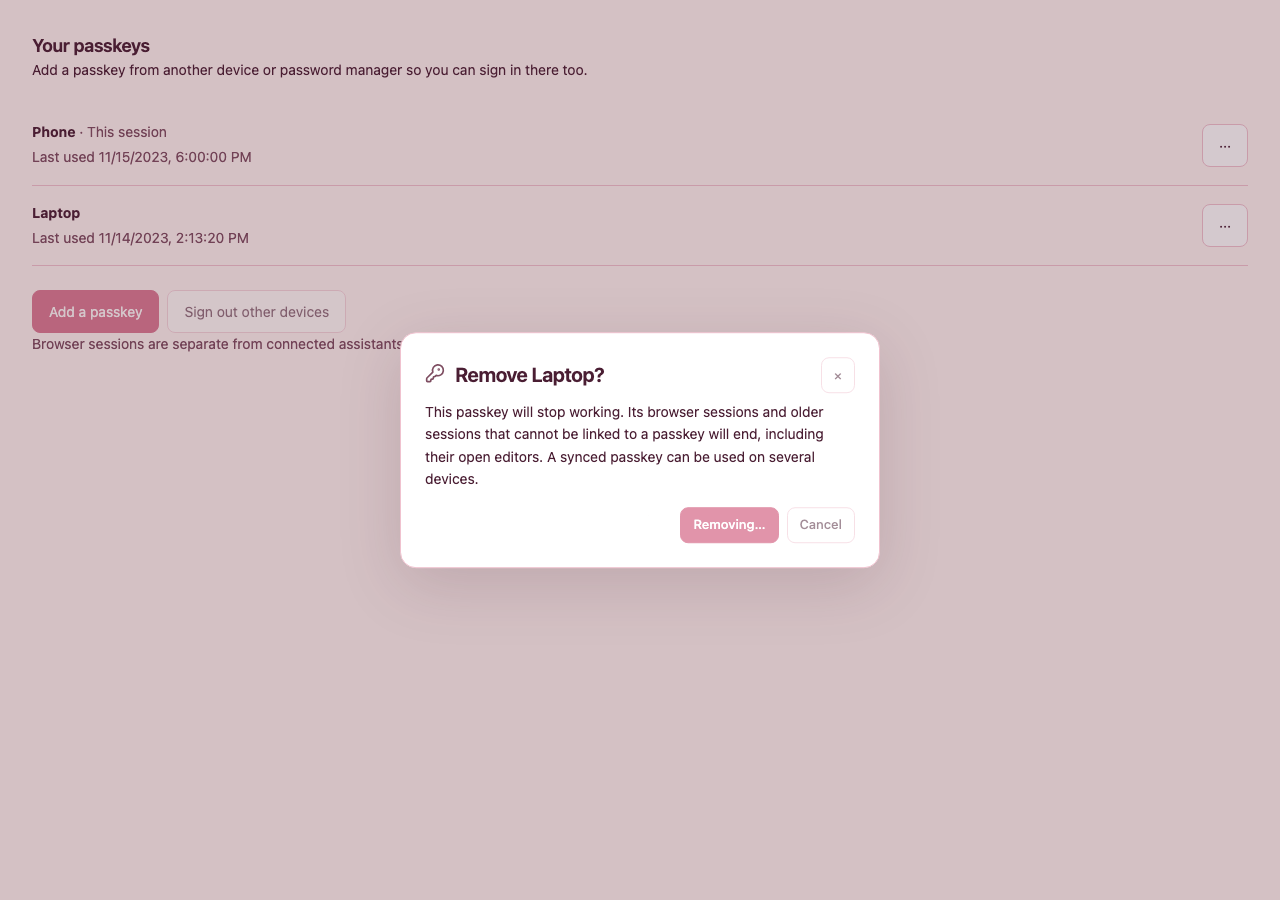 Your passkeys
Add a passkey from another device or password manager so you can sign in there too.
Phone · This session
Last used 11/15/2023, 6:00:00 PM
...
Laptop
Last used 11/14/2023, 2:13:20 PM
...
Add a passkey
Sign out other devices
Browser sessions are separate from connected assistants
Remove Laptop?
×
This passkey will stop working. Its browser sessions and older
sessions that cannot be linked to a passkey will end, including
their open editors. A synced passkey can be used on several
devices.
Removing...
Cancel